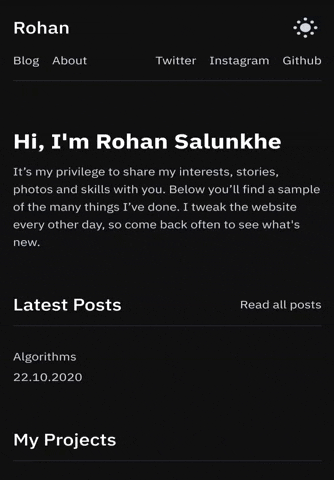 Rohan
Blog About Twitter Instagram Github
Hi, I'm Rohan Salunkhe
It’s my privilege to share my interests, stories,
photos and skills with you. Below you’ll find a sample
of the many things I’ve done. I tweak the website
every other day, so come back often to see what's
new.
Latest Posts Read all posts
Algorithms
22.10.2020
My Projects